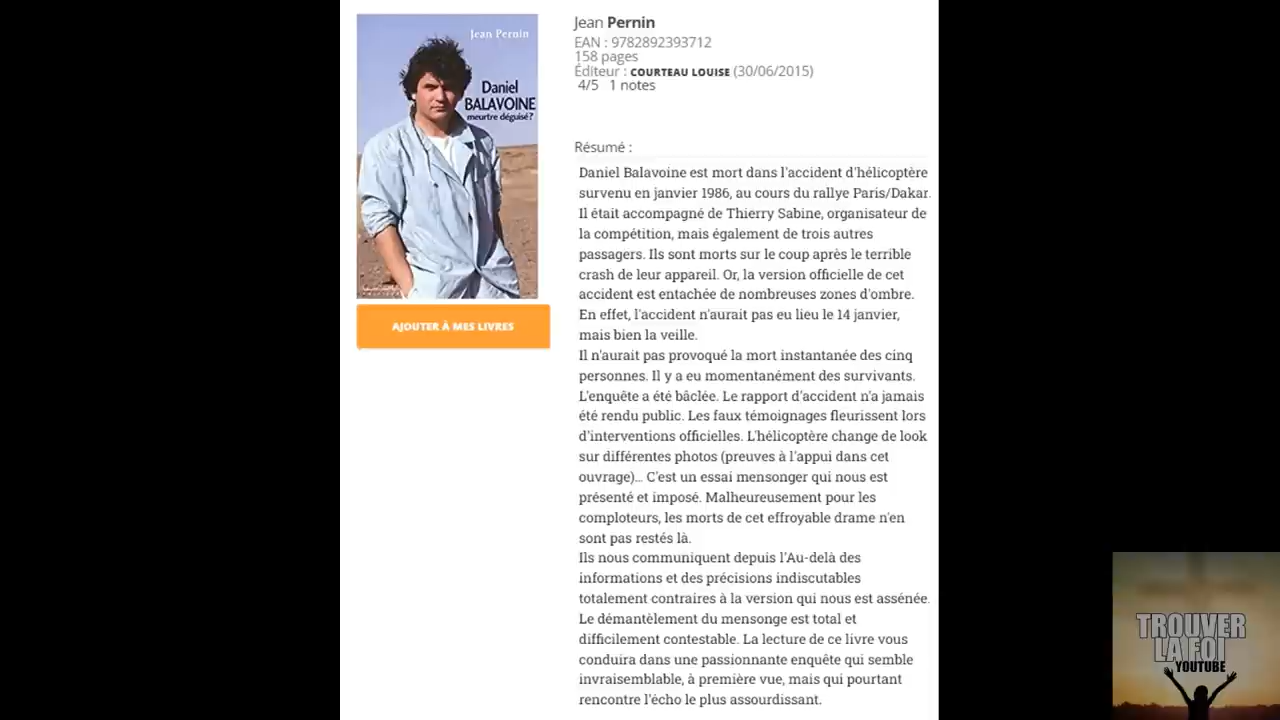 Jean Pernin
Daniel
BALAVOINE
meurtre déguisé?
AJOUTER À MES LIVRES
Jean Pernin
EAN : 9782892393712
158 pages
Éditeur : COURTEAU LOUISE (30/06/2015)
4/5 1 notes
Résumé :
Daniel Balavoine est mort dans l'accident d'hélicoptère
survenu en janvier 1986, au cours du rallye Paris/Dakar.
Il était accompagné de Thierry Sabine, organisateur de
la compétition, mais également de trois autres
passagers. Ils sont morts sur le coup après le terrible
crash de leur appareil. Or, la version officielle de cet
accident est entachée de nombreuses zones d'ombre.
En effet, l'accident n'aurait pas eu lieu le 14 janvier,
mais bien la veille.
Il n'aurait pas provoqué la mort instantanée des cinq
personnes. Il y a eu momentanément des survivants.
L'enquête a été bâclée. Le rapport d'accident n'a jamais
été rendu public. Les faux témoignages fleurissent lors
d'interventions officielles. L'hélicoptère change de look
sur différentes photos (preuves à l'appui dans cet
ouvrage)... C'est un essai mensonger qui nous est
présenté et imposé. Malheureusement pour les
comploteurs, les morts de cet effroyable drame n'en
sont pas restés là.
Ils nous communiquent depuis l'Au-delà des
informations et des précisions indiscutables
totalement contraires à la version qui nous est assénée.
Le démantèlement du mensonge est total et
difficilement contestable. La lecture de ce livre vous
conduira dans une passionnante enquête qui semble
invraisemblable, à première vue, mais qui pourtant
rencontre l'écho le plus assourdissant.
TROUVER
LA FOI
YOUTUBE